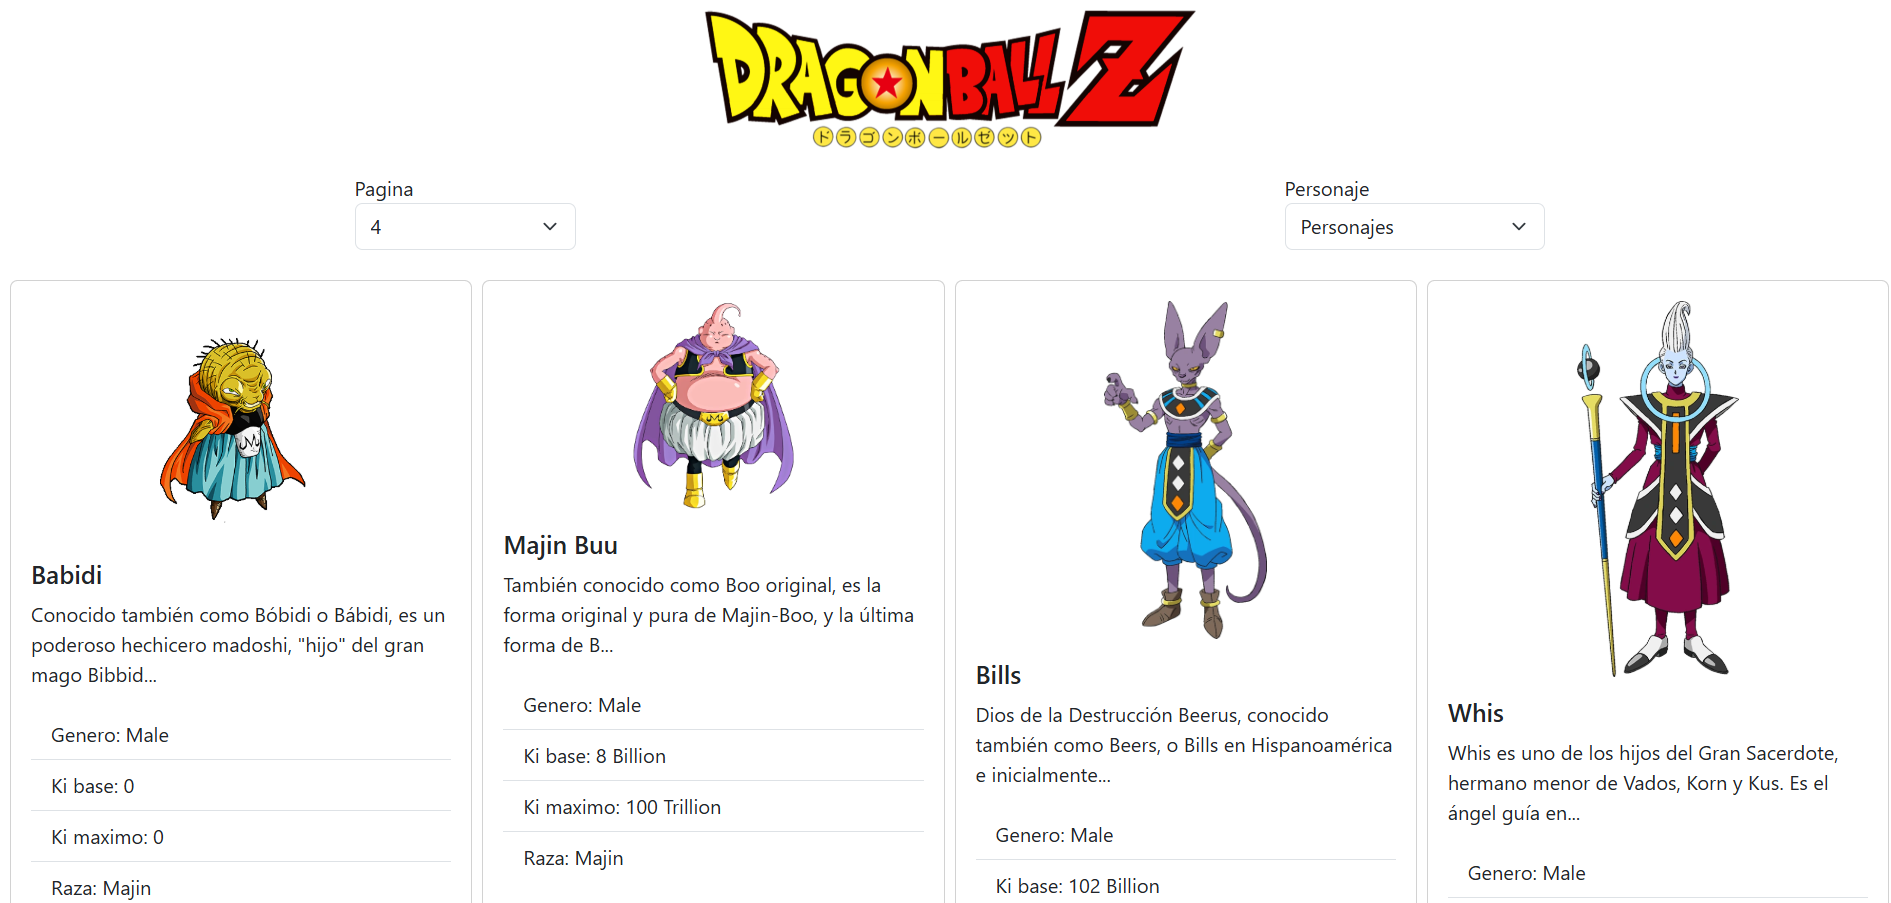 DRAGONBALL Z
ドラゴンボールゼット
Pagina
4
Personaje
Personajes
Babidi
Conocido también como Bóbidi o Bábidi, es un
poderoso hechicero madoshi, "hijo" del gran
mago Bibbid...
Genero: Male
Ki base: 0
Ki maximo: 0
Raza: Majin
Majin Buu
También conocido como Boo original, es la
forma original y pura de Majin-Boo, y la última
forma de B...
Genero: Male
Ki base: 8 Billion
Ki maximo: 100 Trillion
Raza: Majin
Bills
Dios de la Destrucción Beerus, conocido
también como Beers, o Bills en Hispanoamérica
e inicialmente...
Genero: Male
Ki base: 102 Billion
Whis
Whis es uno de los hijos del Gran Sacerdote,
hermano menor de Vados, Korn y Kus. Es el
ángel guía en...
Genero: Male